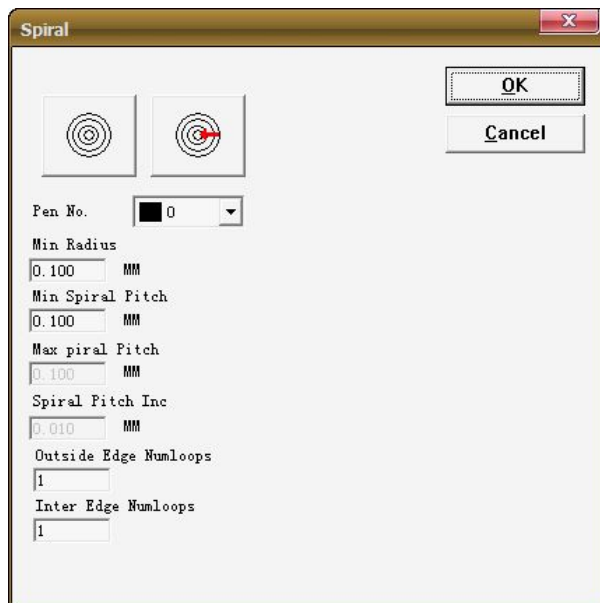 Spiral
OK
Cancel
Pen No. 0
Min Radius
0.100 MM
Min Spiral Pitch
0.100 MM
Max piral Pitch
0.100 MM
Spiral Pitch Inc
0.010 MM
Outside Edge Numloops
1
Inter Edge Numloops
1